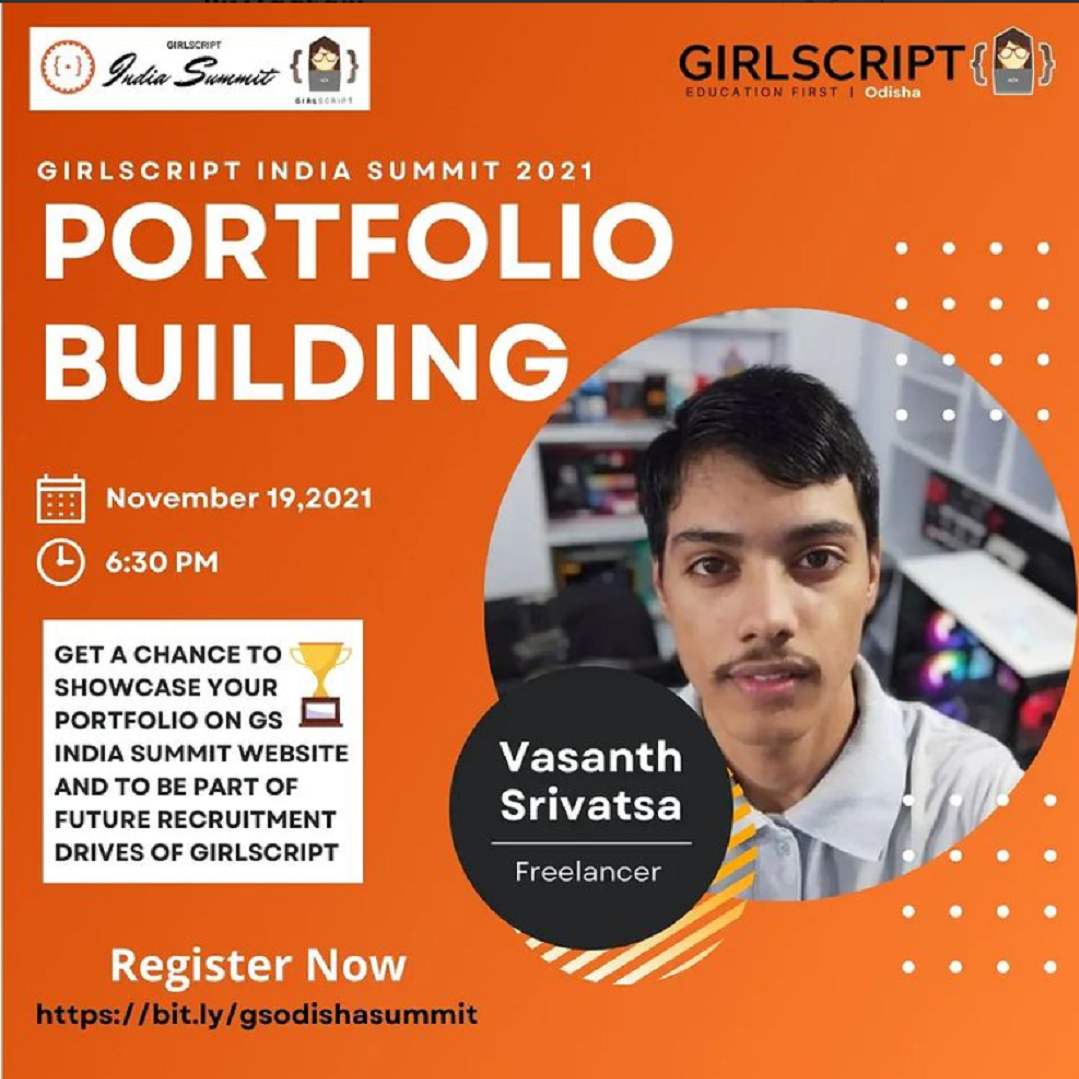 GIRLSCRIPT
India Summit
GIRLSCRIPT
GIRLSCRIPT
EDUCATION FIRST | Odisha
GIRLSCRIPT INDIA SUMMIT 2021
PORTFOLIO
BUILDING
November 19,2021
6:30 PM
GET A CHANCE TO
SHOWCASE YOUR
PORTFOLIO ON GS
INDIA SUMMIT WEBSITE
AND TO BE PART OF
FUTURE RECRUITMENT
DRIVES OF GIRLSCRIPT
Vasanth
Srivatsa
Freelancer
Register Now
https://bit.ly/gsodishasummit